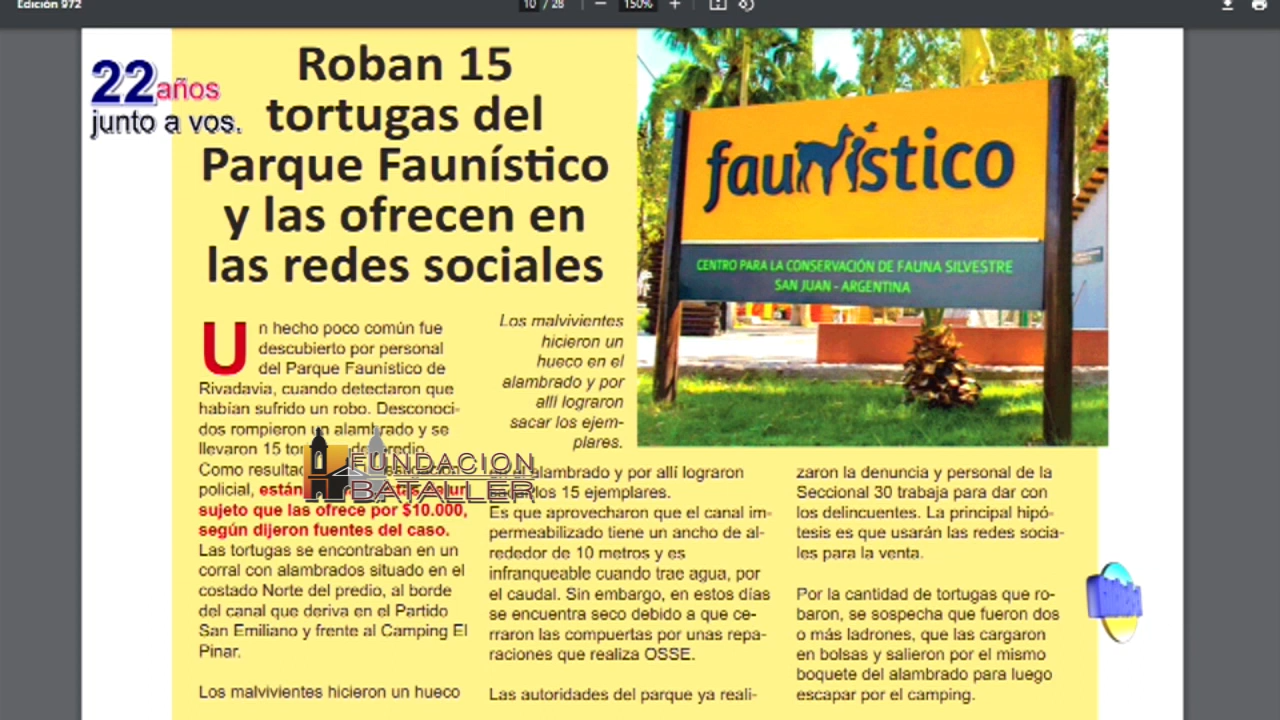 Edición 972
10 / 28
150%
22 años
junto a vos.
Roban 15
tortugas del
Parque Faunístico
y las ofrecen en
las redes sociales
faunístico
CENTRO PARA LA CONSERVACIÓN DE FAUNA SILVESTRE
SAN JUAN - ARGENTINA
Un hecho poco común fue
descubierto por personal
del Parque Faunístico de
Rivadavia, cuando detectaron que
habían sufrido un robo. Desconoci-
dos rompieron un alambrado y se
llevaron 15 del predio.
Como
policial, están
sujeto que las ofrece por $10.000,
según dijeron fuentes del caso.
Las tortugas se encontraban en un
corral con alambrados situado en el
costado Norte del predio, al borde
del canal que deriva en el Partido
San Emiliano y frente al Camping El
Pinar.
Los malvivientes hicieron un hueco
Los malvivientes
hicieron un
hueco en el
alambrado y por
allí lograron
sacar los ejem-
plares.
FUNDACION
BATALLER
en el alambrado y por allí lograron
sacar los 15 ejemplares.
Es que aprovecharon que el canal im-
permeabilizado tiene un ancho de al-
rededor de 10 metros y es
infranqueable cuando trae agua, por
el caudal. Sin embargo, en estos días
se encuentra seco debido a que ce-
rraron las compuertas por unas repa-
raciones que realiza OSSE.
Las autoridades del parque ya reali-
zaron la denuncia y personal de la
Seccional 30 trabaja para dar con
los delincuentes. La principal hipó-
tesis es que usarán las redes socia-
les para la venta.
Por la cantidad de tortugas que ro-
baron, se sospecha que fueron dos
o más ladrones, que las cargaron
en bolsas y salieron por el mismo
boquete del alambrado para luego
escapar por el camping.